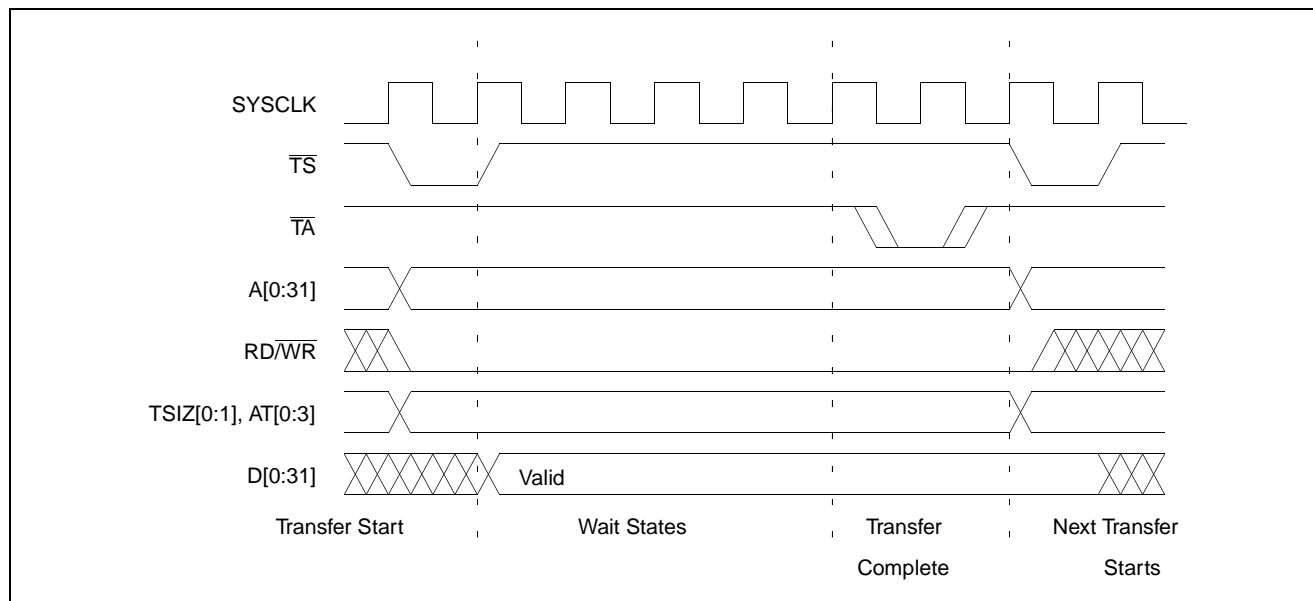 SYSCLK
TS
TA
A[0:31]
RD/WR
TSIZ[0:1], AT[0:3]
D[0:31]
Valid
Transfer Start
Wait States
Transfer
Complete
Next Transfer
Starts